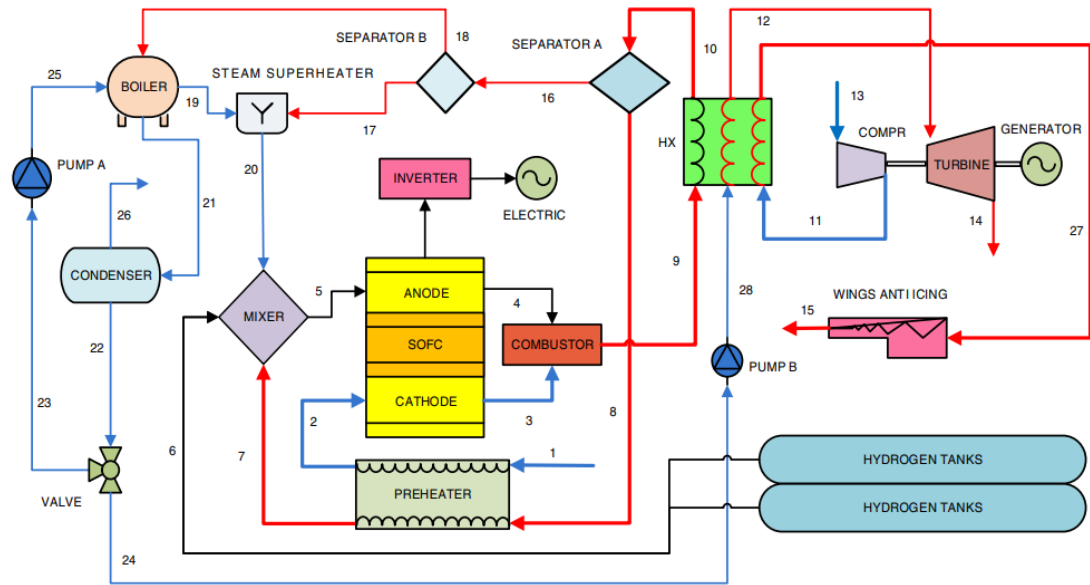 12
18
SEPARATOR B
SEPARATOR A
10
25
STEAM SUPERHEATER
BOILER
19
16
13
17
COMPR
GENERATOR
HX
PUMP A
20
INVERTER
TURBINE
26
21
ELECTRIC
11
14
27
CONDENSER
9
5
ANODE
4
28
WINGS ANTI ICING
MIXER
15
SOFC
COMBUSTOR
22
PUMP B
23
CATHODE
2
3
8
6
7
1
HYDROGEN TANKS
PREHEATER
VALVE
HYDROGEN TANKS
24